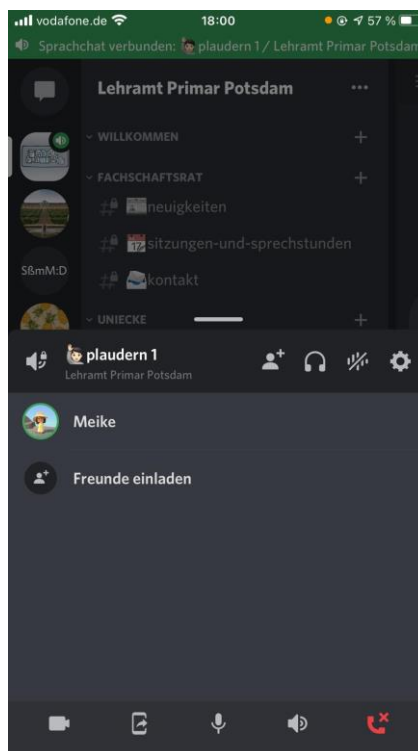 vodafone.de 18:00 57 %
Sprachchat verbunden: plaudern 1 / Lehramt Primar Potsdam
Lehramt Primar Potsdam
WILLKOMMEN
FACHSCHAFTSRAT
neuigkeiten
sitzungen-und-sprechstunden
SßmM:D
kontakt
UNIECKE
plaudern 1
Lehramt Primar Potsdam
Meike
Freunde einladen